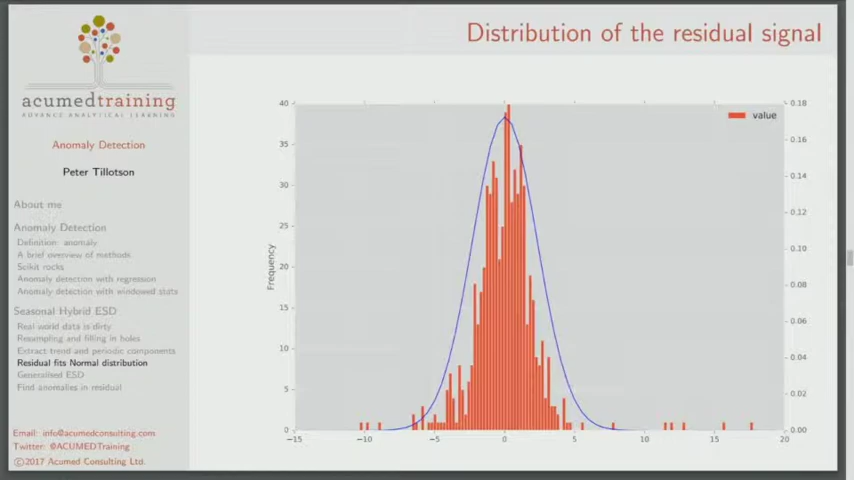 Distribution of the residual signal
acumedtraining
ADVANCE ANALYTICAL LEARNING
Anomaly Detection
Peter Tillotson
About me
Anomaly Detection
Definition: anomaly
A brief overview of methods
Scikit rocks
Anomaly detection with regression
Anomaly detection with windowed stats
Seasonal Hybrid ESD
Real world data is dirty
Resampling and filling in holes
Extract trend and periodic components
Residual fits Normal distribution
Generalised ESD
Find anomalies in residual
Email: info@acumedconsulting.com
Twitter: @ACUMEDTraining
©2017 Acumed Consulting Ltd.
value
Frequency
40
35
30
25
20
15
10
5
0
0.18
0.16
0.14
0.12
0.10
0.08
0.06
0.04
0.02
0.00
−15 −10 −5 0 5 10 15 20